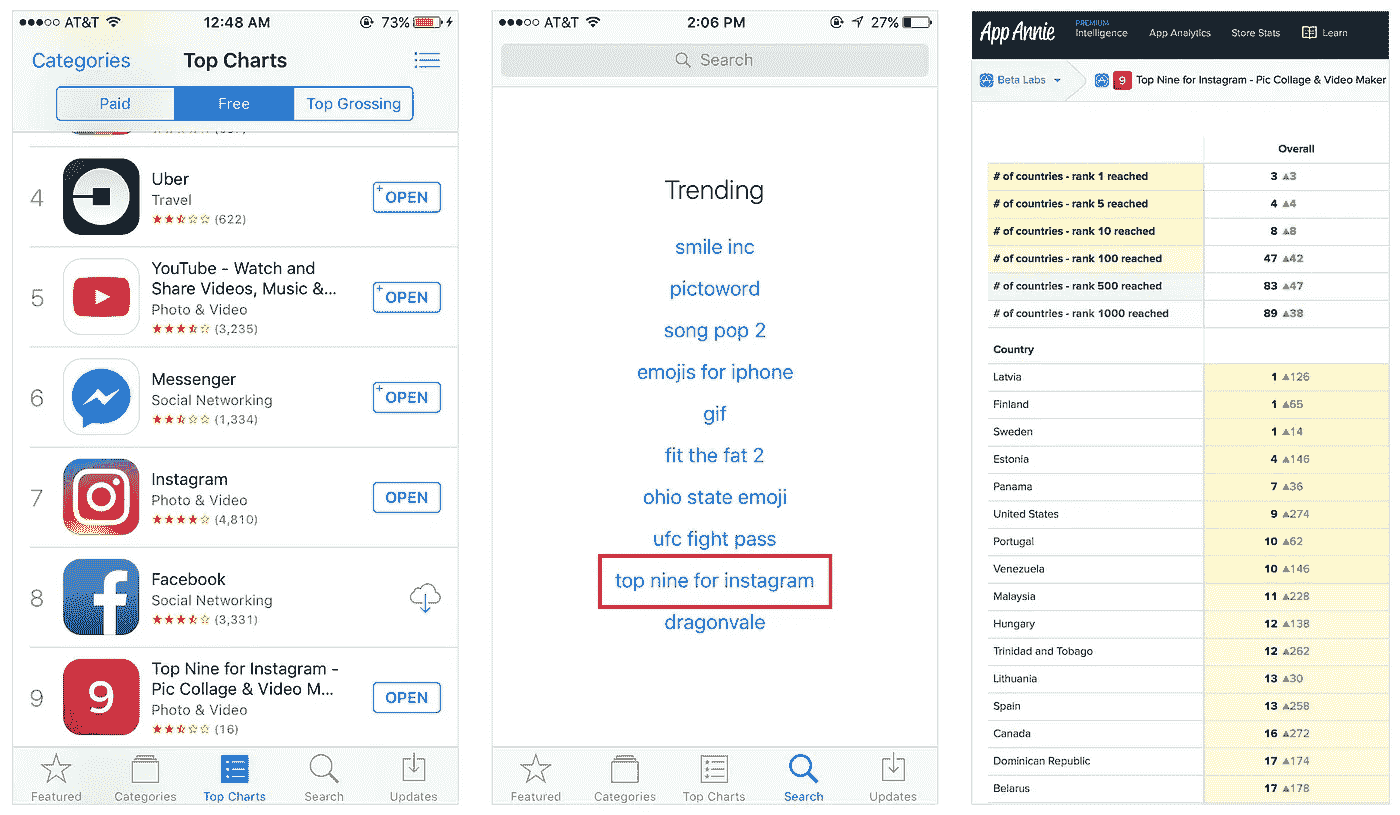 AT&T 12:48 AM 73%
Categories Top Charts
Paid Free Top Grossing
4 Uber
Travel
(622)
OPEN
5 YouTube - Watch and
Share Videos, Music &...
Photo & Video
(3,235)
OPEN
6 Messenger
Social Networking
(1,334)
OPEN
7 Instagram
Photo & Video
(4,810)
OPEN
8 Facebook
Social Networking
(3,331)
9 Top Nine for Instagram -
Pic Collage & Video M...
Photo & Video
(16)
OPEN
9
Featured Categories Top Charts Search Updates
AT&T 2:06 PM 27%
Search
Trending
smile inc
pictoword
song pop 2
emojis for iphone
gif
fit the fat 2
ohio state emoji
ufc fight pass
top nine for instagram
dragonvale
Featured Categories Top Charts Search Updates
App Annie PREMIUM Intelligence App Analytics Store Stats Learn
Beta Labs 9 Top Nine for Instagram - Pic Collage & Video Maker
Overall
# of countries - rank 1 reached 3 ▲3
# of countries - rank 5 reached 4 ▲4
# of countries - rank 10 reached 8 ▲8
# of countries - rank 100 reached 47 ▲42
# of countries - rank 500 reached 83 ▲47
# of countries - rank 1000 reached 89 ▲38
Country
Latvia 1 ▲126
Finland 1 ▲65
Sweden 1 ▲14
Estonia 4 ▲146
Panama 7 ▲36
United States 9 ▲274
Portugal 10 ▲62
Venezuela 10 ▲146
Malaysia 11 ▲228
Hungary 12 ▲138
Trinidad and Tobago 12 ▲262
Lithuania 13 ▲30
Spain 13 ▲258
Canada 16 ▲272
Dominican Republic 17 ▲174
Belarus 17 ▲178